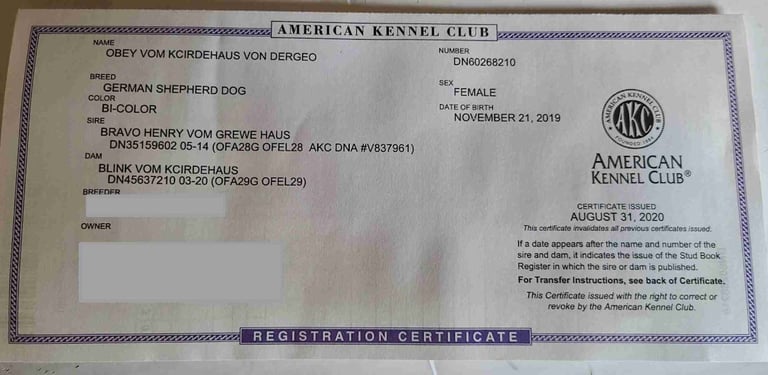 AMERICAN KENNEL CLUB
NAME
OBEY VOM KCIRDEHAUS VON DERGEO
NUMBER
DN60268210
BREED
GERMAN SHEPHERD DOG
SEX
FEMALE
COLOR
BI-COLOR
DATE OF BIRTH
NOVEMBER 21, 2019
SIRE
BRAVO HENRY VOM GREWE HAUS
DN35159602 05-14 (OFA28G OFEL28 AKC DNA #V837961)
DAM
BLINK VOM KCIRDEHAUS
DN45637210 03-20 (OFA29G OFEL29)
BREEDER
OWNER
AMERICAN KENNEL CLUB
AKC
FOUNDED 1884
AMERICAN
KENNEL CLUB®
CERTIFICATE ISSUED
AUGUST 31, 2020
This certificate invalidates all previous certificates issued.
If a date appears after the name and number of the
sire and dam, it indicates the issue of the Stud Book
Register in which the sire or dam is published.
For Transfer Instructions, see back of Certificate.
This Certificate issued with the right to correct or
revoke by the American Kennel Club.
REGISTRATION CERTIFICATE